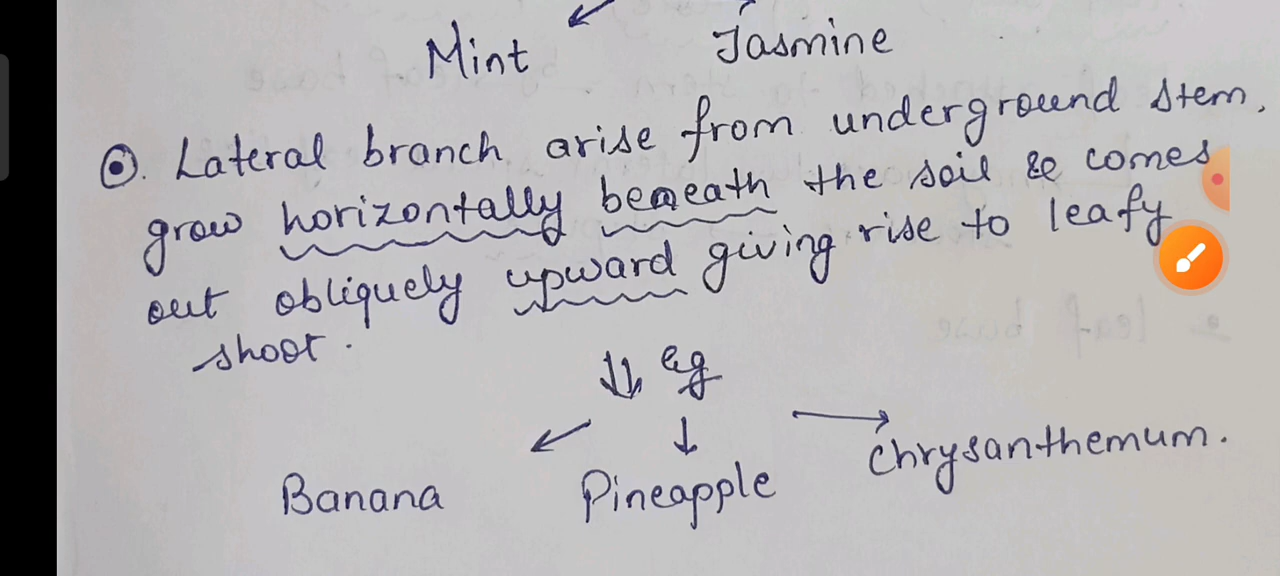 Mint Jasmine
Lateral branch arise from underground stem,
grow horizontally beneath the soil & comes
out obliquely upward giving rise to leafy
shoot.
eg
Banana Pineapple Chrysanthemum.